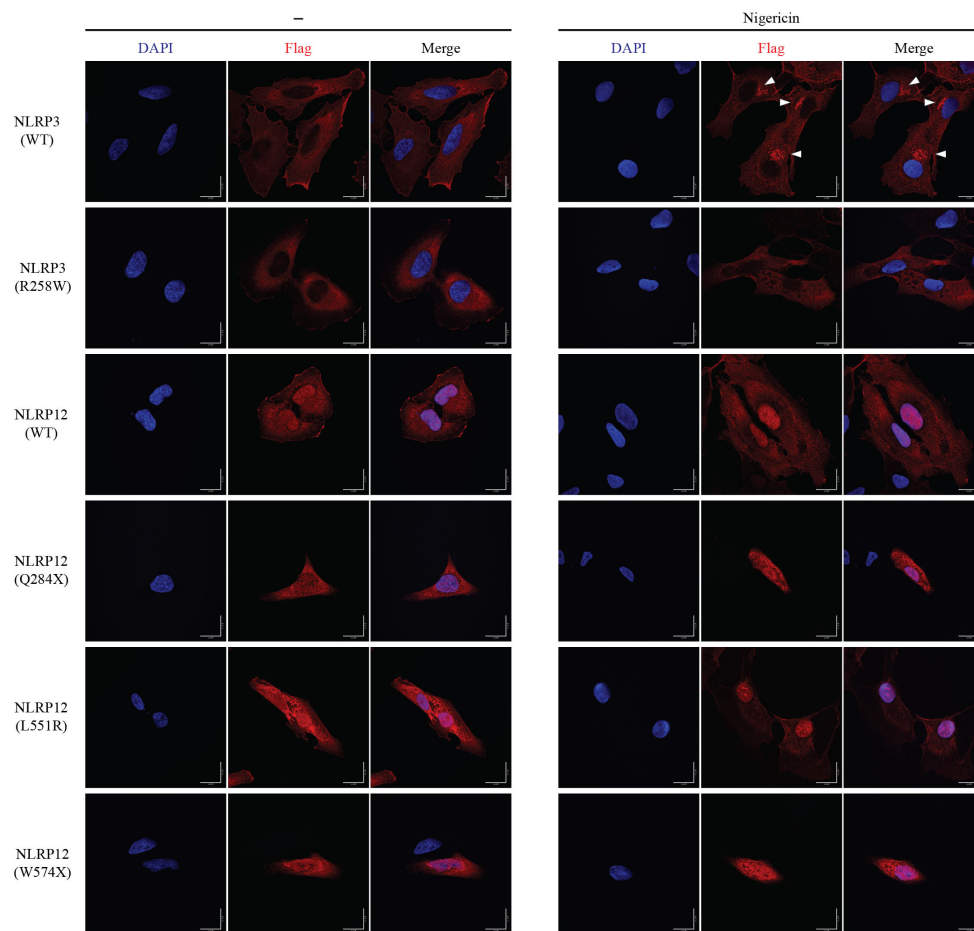 –
Nigericin
DAPI Flag Merge DAPI Flag Merge
NLRP3
(WT)
NLRP3
(R258W)
NLRP12
(WT)
NLRP12
(Q284X)
NLRP12
(L551R)
NLRP12
(W574X)